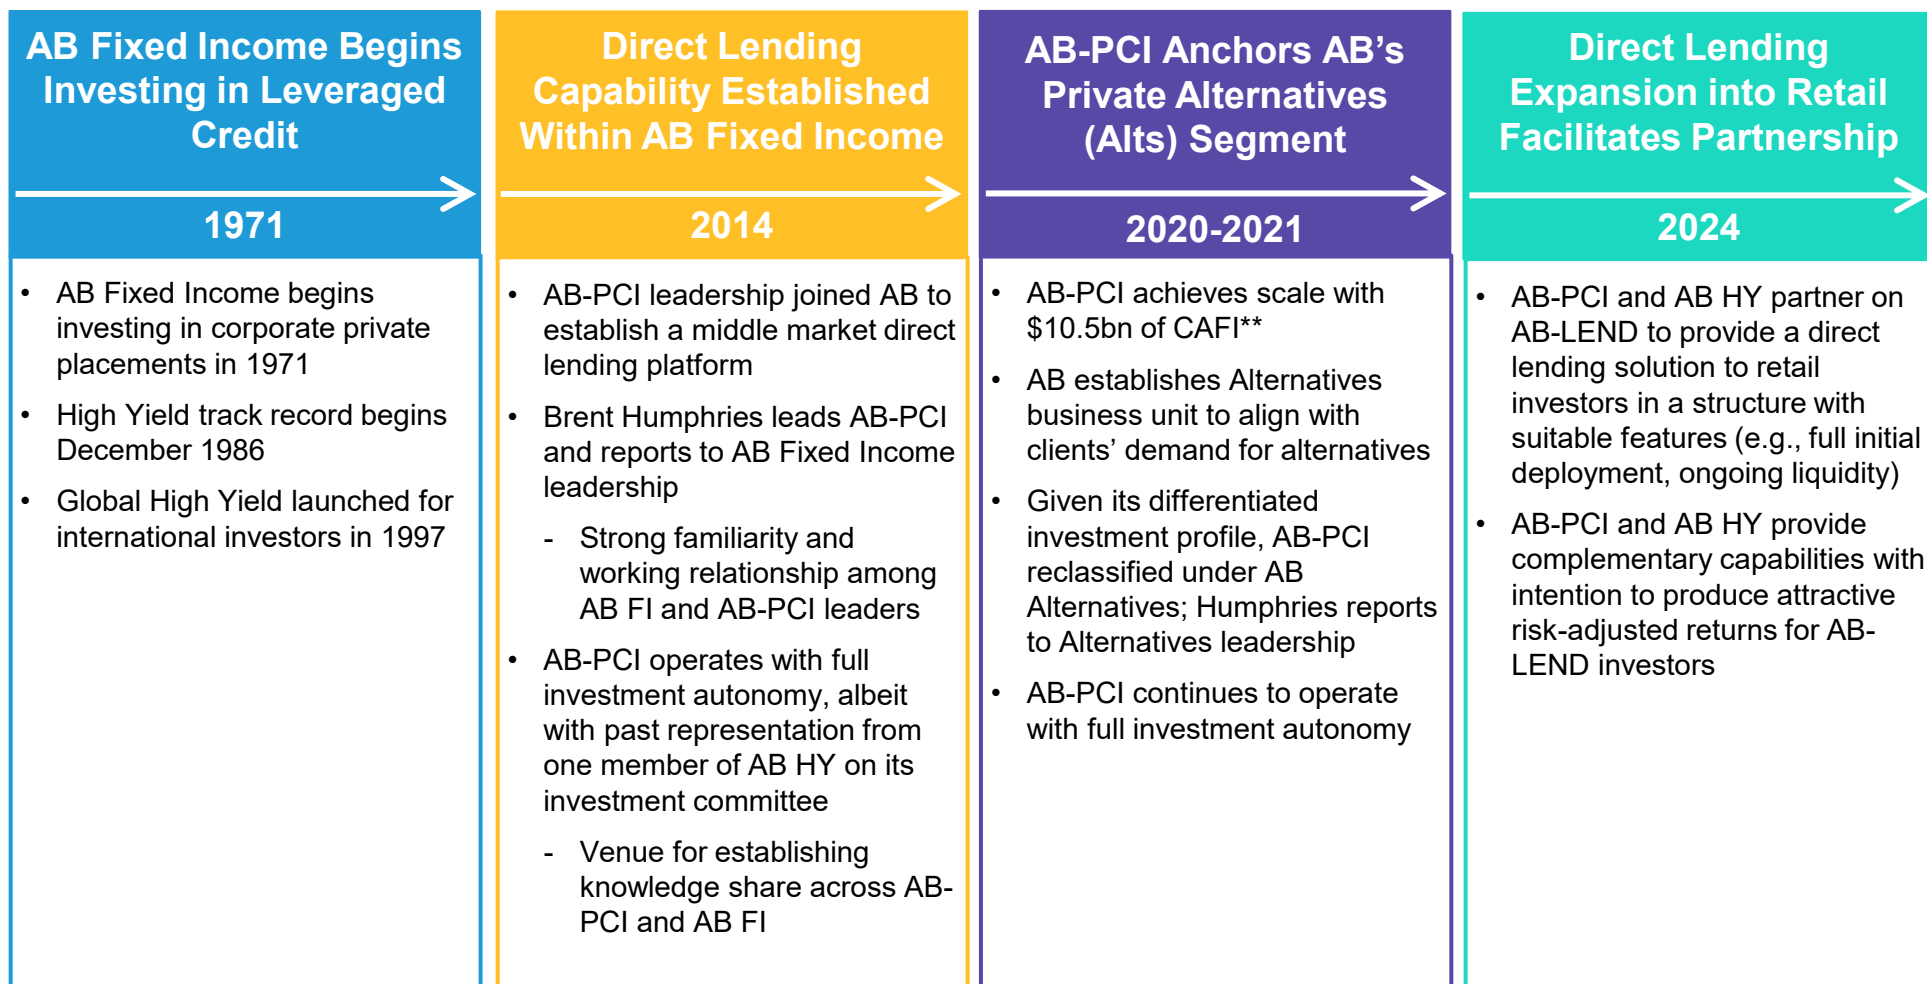 AB Fixed Income Begins
Investing in Leveraged
Credit
1971
• AB Fixed Income begins
investing in corporate private
placements in 1971
• High Yield track record begins
December 1986
• Global High Yield launched for
international investors in 1997
Direct Lending
Capability Established
Within AB Fixed Income
2014
• AB-PCI leadership joined AB to
establish a middle market direct
lending platform
• Brent Humphries leads AB-PCI
and reports to AB Fixed Income
leadership
- Strong familiarity and
working relationship among
AB FI and AB-PCI leaders
• AB-PCI operates with full
investment autonomy, albeit
with past representation from
one member of AB HY on its
investment committee
- Venue for establishing
knowledge share across AB-
PCI and AB FI
AB-PCI Anchors AB’s
Private Alternatives
(Alts) Segment
2020-2021
• AB-PCI achieves scale with
$10.5bn of CAFI**
• AB establishes Alternatives
business unit to align with
clients’ demand for alternatives
• Given its differentiated
investment profile, AB-PCI
reclassified under AB
Alternatives; Humphries reports
to Alternatives leadership
• AB-PCI continues to operate
with full investment autonomy
Direct Lending
Expansion into Retail
Facilitates Partnership
2024
• AB-PCI and AB HY partner on
AB-LEND to provide a direct
lending solution to retail
investors in a structure with
suitable features (e.g., full initial
deployment, ongoing liquidity)
• AB-PCI and AB HY provide
complementary capabilities with
intention to produce attractive
risk-adjusted returns for AB-
LEND investors